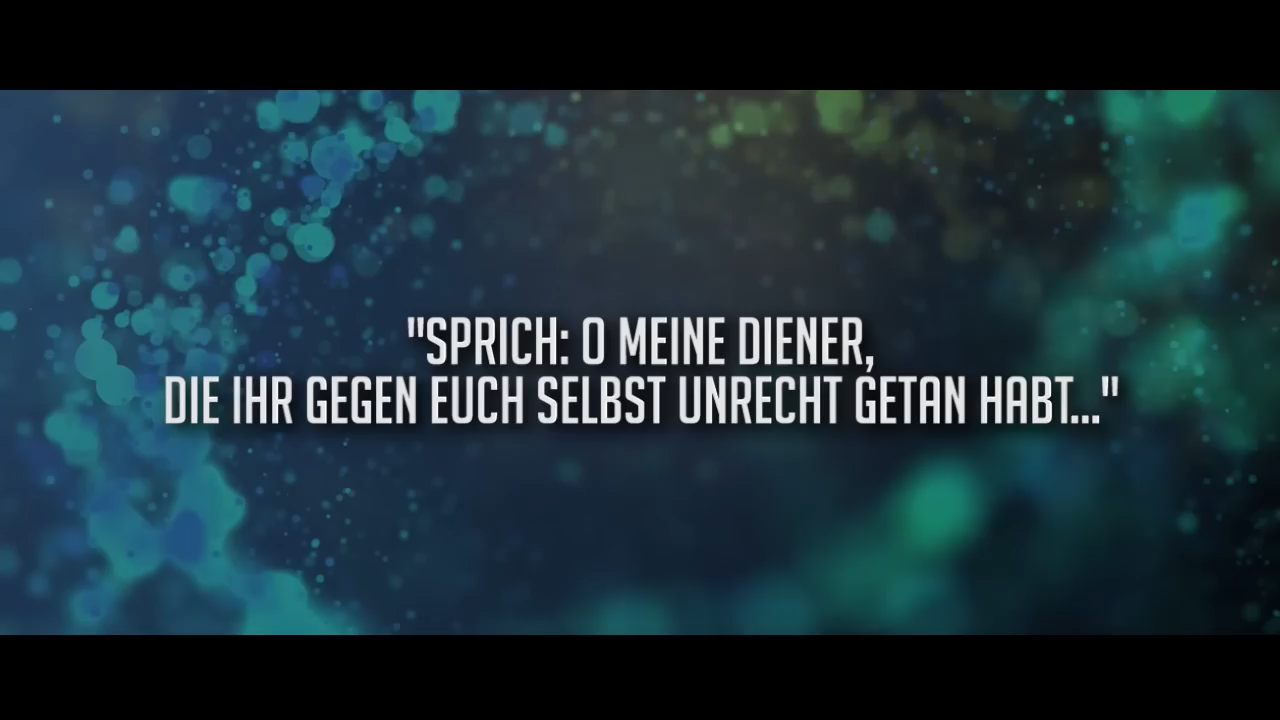 "SPRICH: O MEINE DIENER,
DIE IHR GEGEN EUCH SELBST UNRECHT GETAN HABT..."